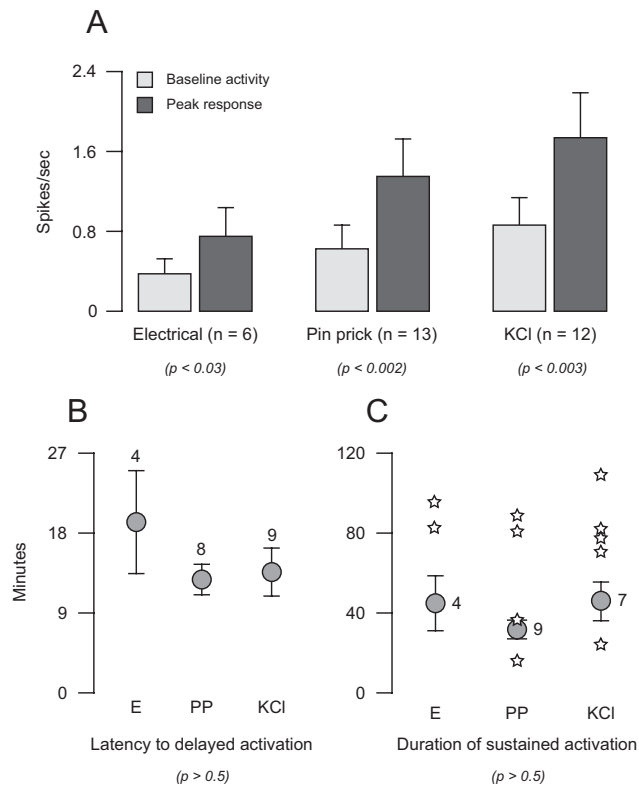 A
2.4
1.6
0.8
0
Spikes/sec
Baseline activity
Peak response
Electrical (n = 6)
Pin prick (n = 13)
KCl (n = 12)
(p < 0.03)
(p < 0.002)
(p < 0.003)
B
27
18
9
0
Minutes
4
8
9
E
PP
KCl
Latency to delayed activation
(p > 0.5)
C
120
80
40
0
4
9
7
E
PP
KCl
Duration of sustained activation
(p > 0.5)